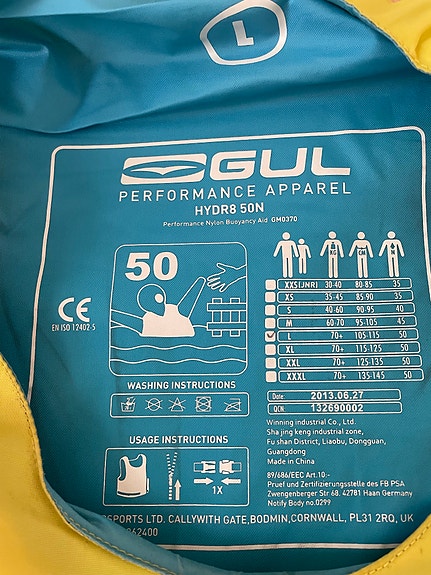 L
GUL
PERFORMANCE APPAREL
HYDR8 50N
Performance Nylon Buoyancy Aid GM0370
50
CE
EN ISO 12402-5
KG CM N
XXS(JNR) 30-40 80-85 35
XS 35-45 85-90 35
S 40-60 90-95 40
M 60-70 95-105 45
L 70+ 105-115 50
XL 70+ 115-125 50
XXL 70+ 125-135 50
XXXL 70+ 135-145 50
WASHING INSTRUCTIONS
Date 2013.06.27
QCN: 132690002
Winning industrial Co., Ltd.
Sha jing keng industrial zone,
Fu shan District, Liaobu, Dongguan,
Guangdong
Made in China
USAGE INSTRUCTIONS
1X
89/686/EEC Art.10:-
Pruef und Zertifizierungsstelle des FB PSA
Zwengenberger Str 68, 42781 Haan Germany
Notify Body no.0299
SPORTS LTD. CALLYWITH GATE, BODMIN, CORNWALL, PL31 2RQ, UK
262400